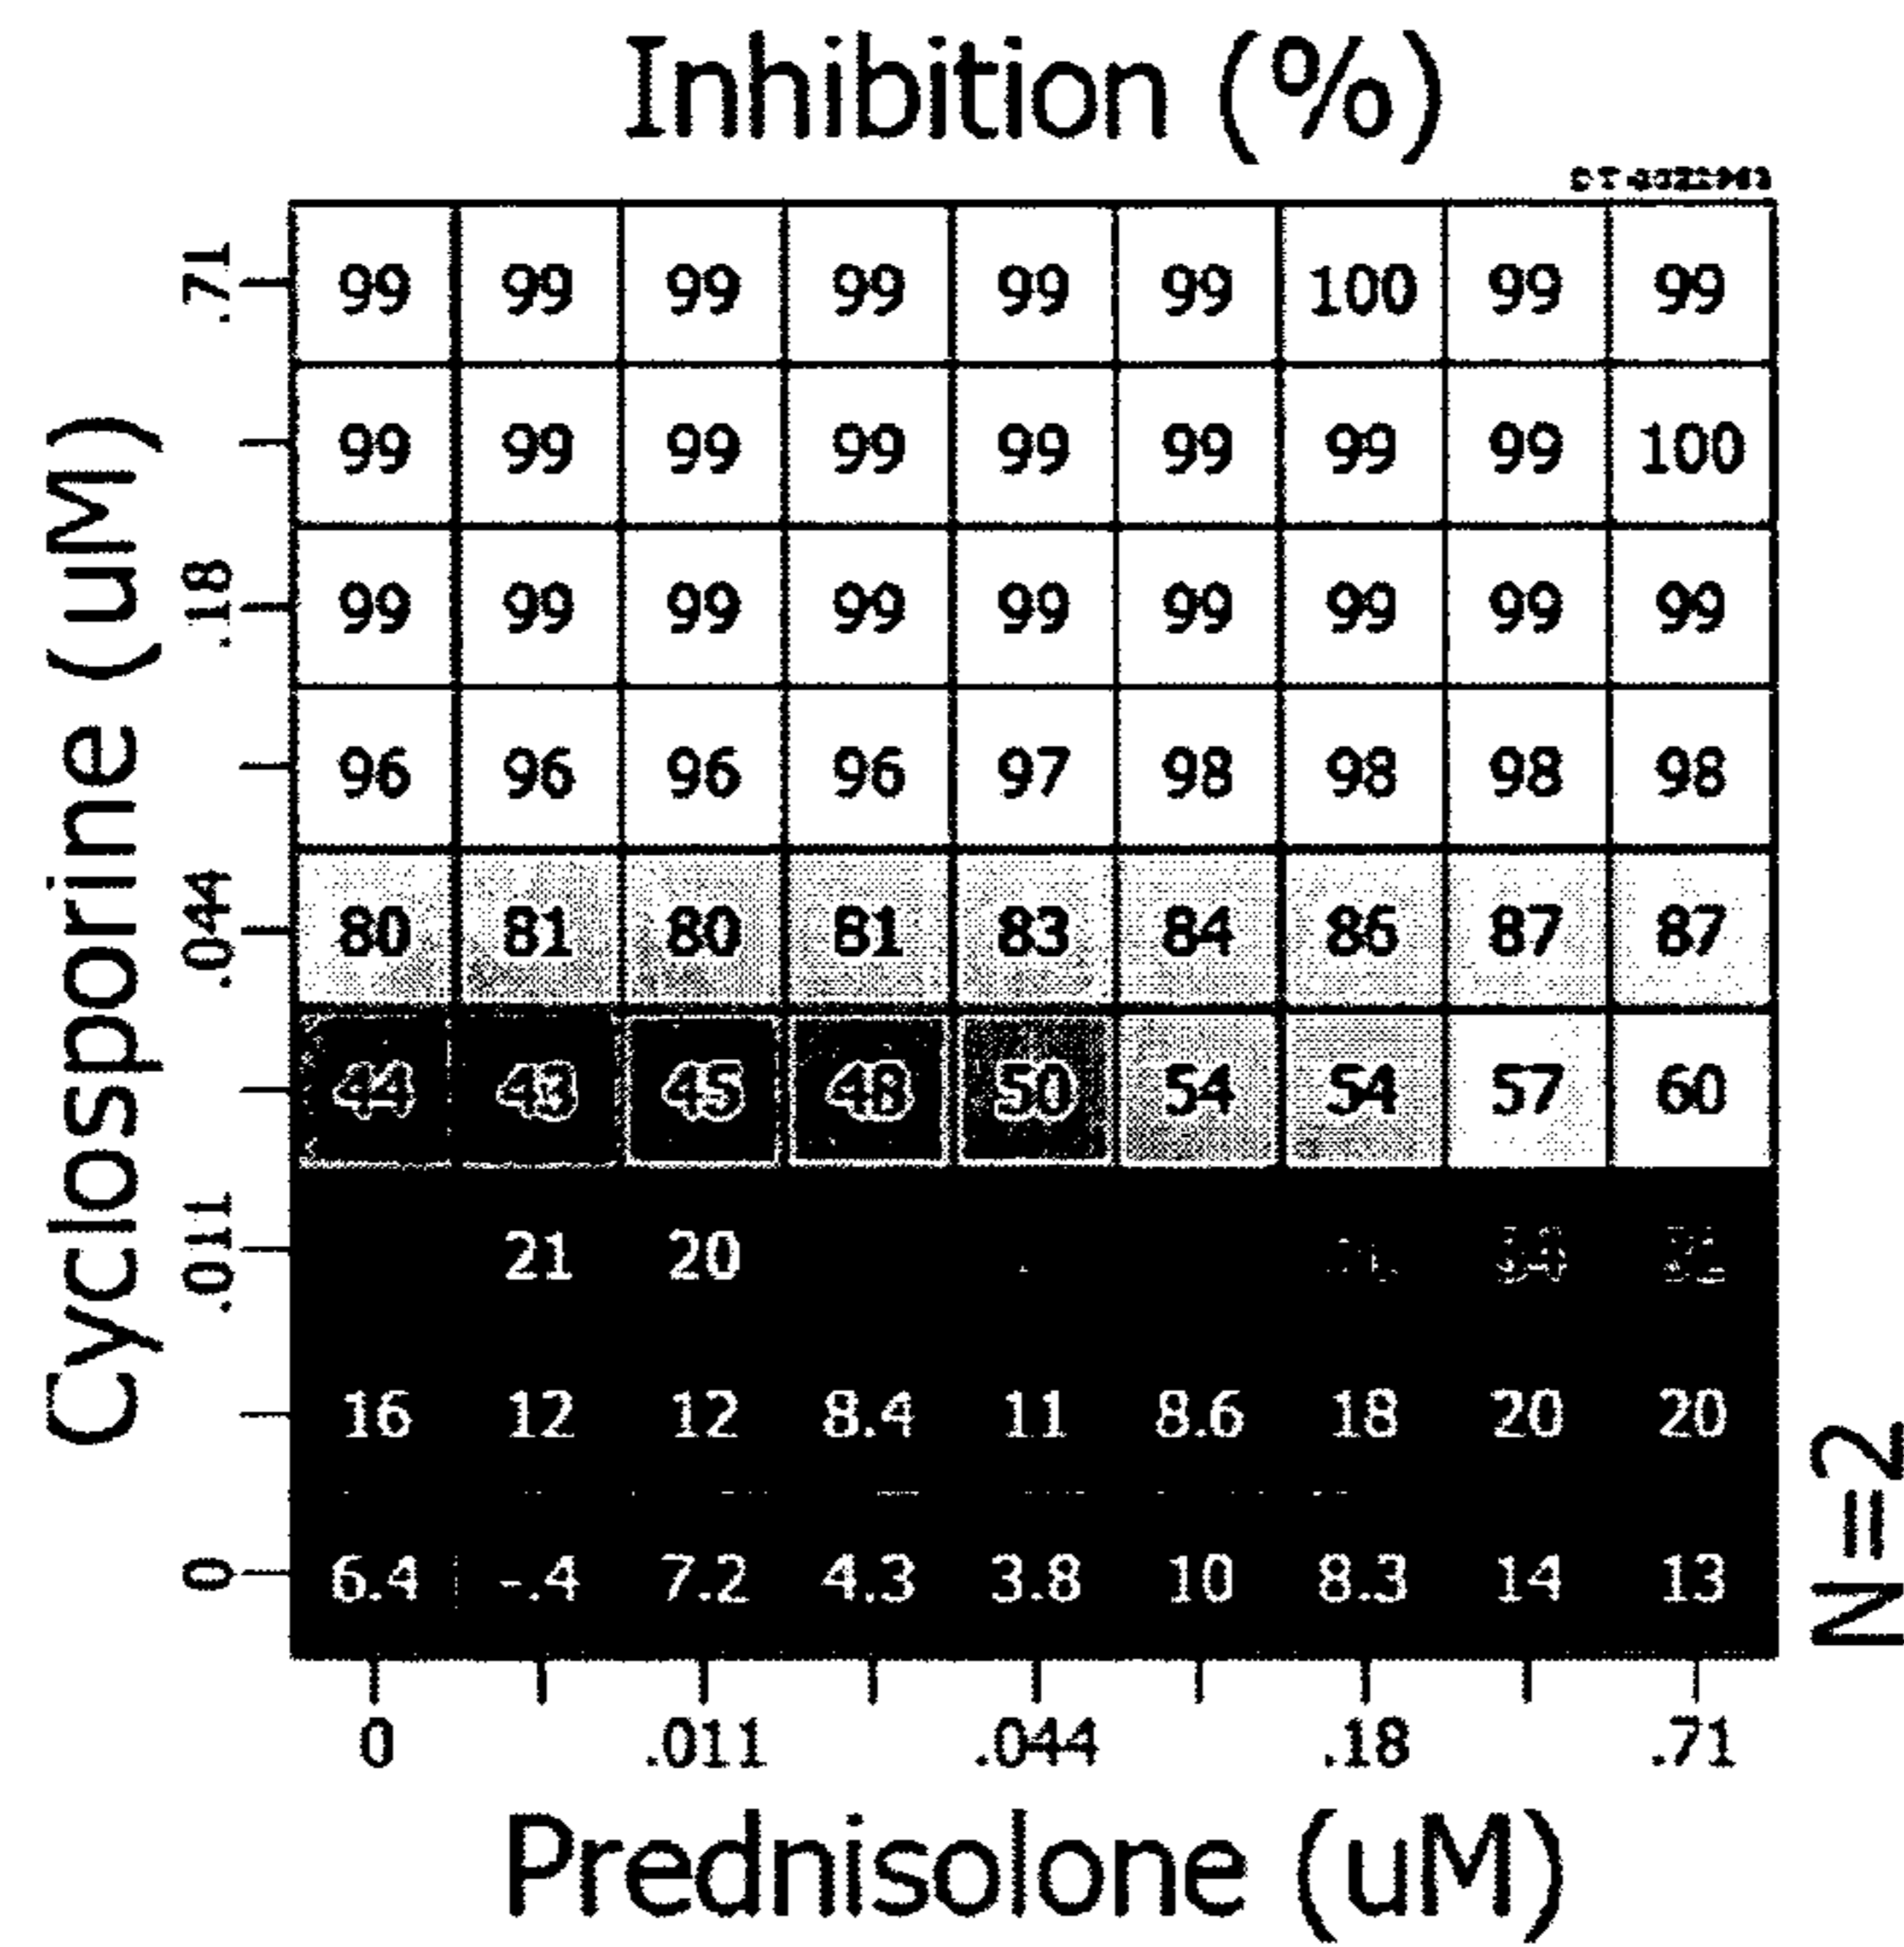 Inhibition (%)
.71 99 99 99 99 99 99 100 99 99
99 99 99 99 99 99 99 99 100
.18 99 99 99 99 99 99 99 99 99
96 96 96 96 97 98 98 98 98
.044 80 81 80 81 83 84 86 87 87
44 43 45 48 50 54 54 57 60
.011 21 20 34
16 12 12 8.4 11 8.6 18 20 20
0 6.4 -.4 7.2 4.3 3.8 10 8.3 14 13
0 .011 .044 .18 .71
Prednisolone (uM)
Cyclosporine (uM)
N=2